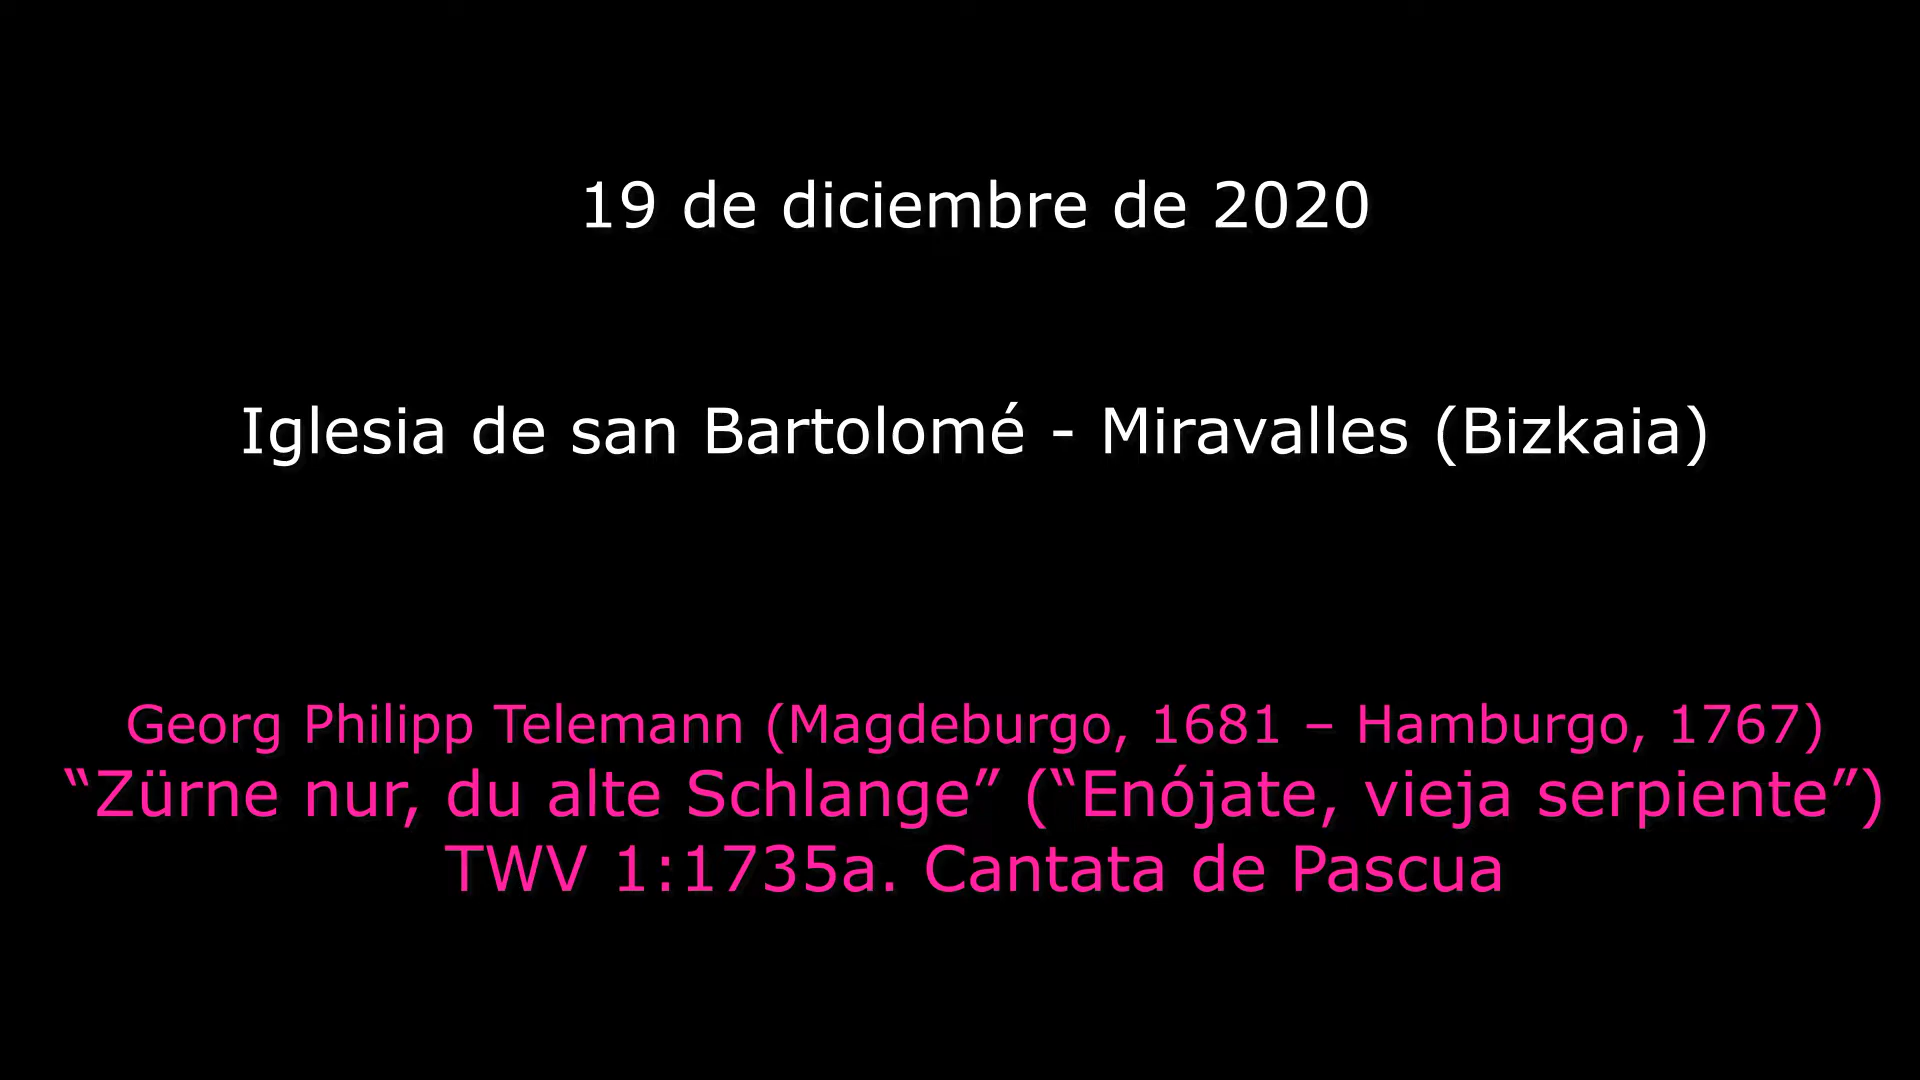 19 de diciembre de 2020
Iglesia de san Bartolomé - Miravalles (Bizkaia)
Georg Philipp Telemann (Magdeburgo, 1681 – Hamburgo, 1767)
“Zürne nur, du alte Schlange” (“Enójate, vieja serpiente”)
TWV 1:1735a. Cantata de Pascua